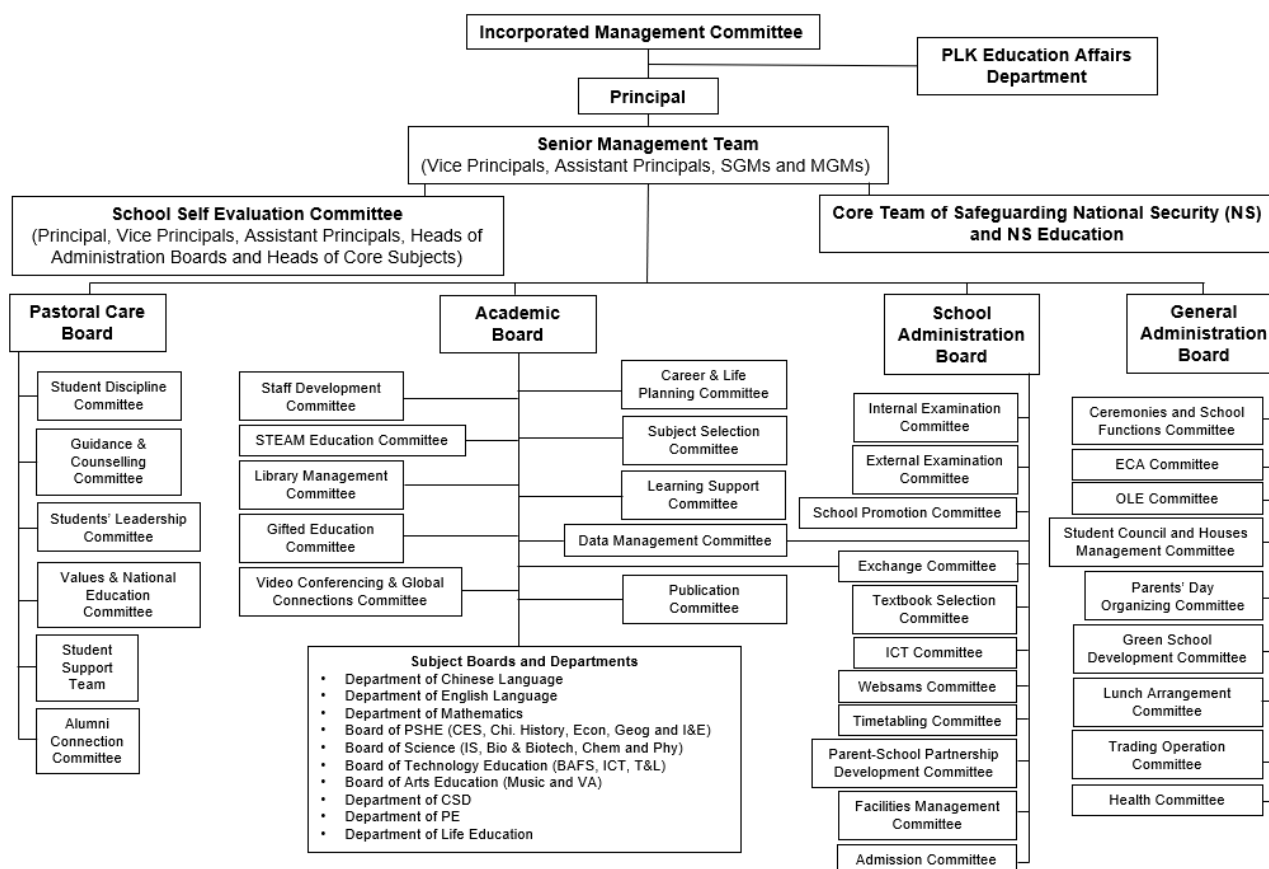 Incorporated Management Committee
PLK Education Affairs
Department
Principal
Senior Management Team
(Vice Principals, Assistant Principals, SGMs and MGMs)
School Self Evaluation Committee
(Principal, Vice Principals, Assistant Principals, Heads of
Administration Boards and Heads of Core Subjects)
Core Team of Safeguarding National Security (NS)
and NS Education
Pastoral Care
Board
Student Discipline
Committee
Guidance &
Counselling
Committee
Students' Leadership
Committee
Values & National
Education
Committee
Student
Support
Team
Alumni
Connection
Committee
Academic
Board
Staff Development
Committee
STEAM Education Committee
Library Management
Committee
Gifted Education
Committee
Video Conferencing & Global
Connections Committee
Career & Life
Planning Committee
Subject Selection
Committee
Learning Support
Committee
Data Management Committee
Publication
Committee
Subject Boards and Departments
• Department of Chinese Language
• Department of English Language
• Department of Mathematics
• Board of PSHE (CES, Chi. History, Econ, Geog and I&E)
• Board of Science (IS, Bio & Biotech, Chem and Phy)
• Board of Technology Education (BAFS, ICT, T&L)
• Board of Arts Education (Music and VA)
• Department of CSD
• Department of PE
• Department of Life Education
School
Administration
Board
Internal Examination
Committee
External Examination
Committee
School Promotion Committee
Exchange Committee
Textbook Selection
Committee
ICT Committee
Websams Committee
Timetabling Committee
Parent-School Partnership
Development Committee
Facilities Management
Committee
Admission Committee
General
Administration
Board
Ceremonies and School
Functions Committee
ECA Committee
OLE Committee
Student Council and Houses
Management Committee
Parents' Day
Organizing Committee
Green School
Development Committee
Lunch Arrangement
Committee
Trading Operation
Committee
Health Committee